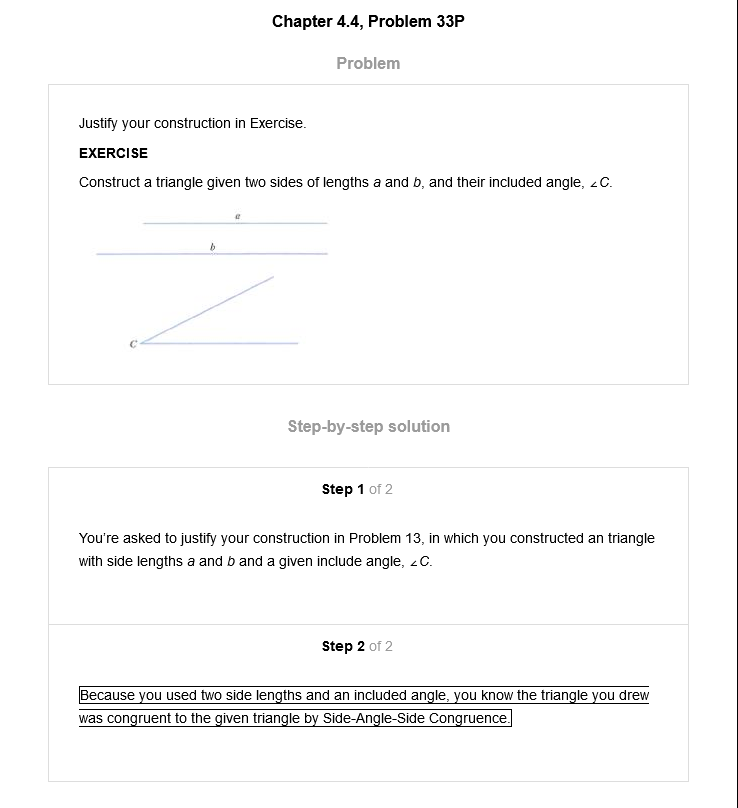 Chapter 4.4, Problem 33P
Problem
Justify your construction in Exercise.
EXERCISE
Construct a triangle given two sides of lengths a and b, and their included angle, ∠C.
a
b
C
Step-by-step solution
Step 1 of 2
You're asked to justify your construction in Problem 13, in which you constructed an triangle
with side lengths a and b and a given include angle, ∠C.
Step 2 of 2
Because you used two side lengths and an included angle, you know the triangle you drew
was congruent to the given triangle by Side-Angle-Side Congruence.